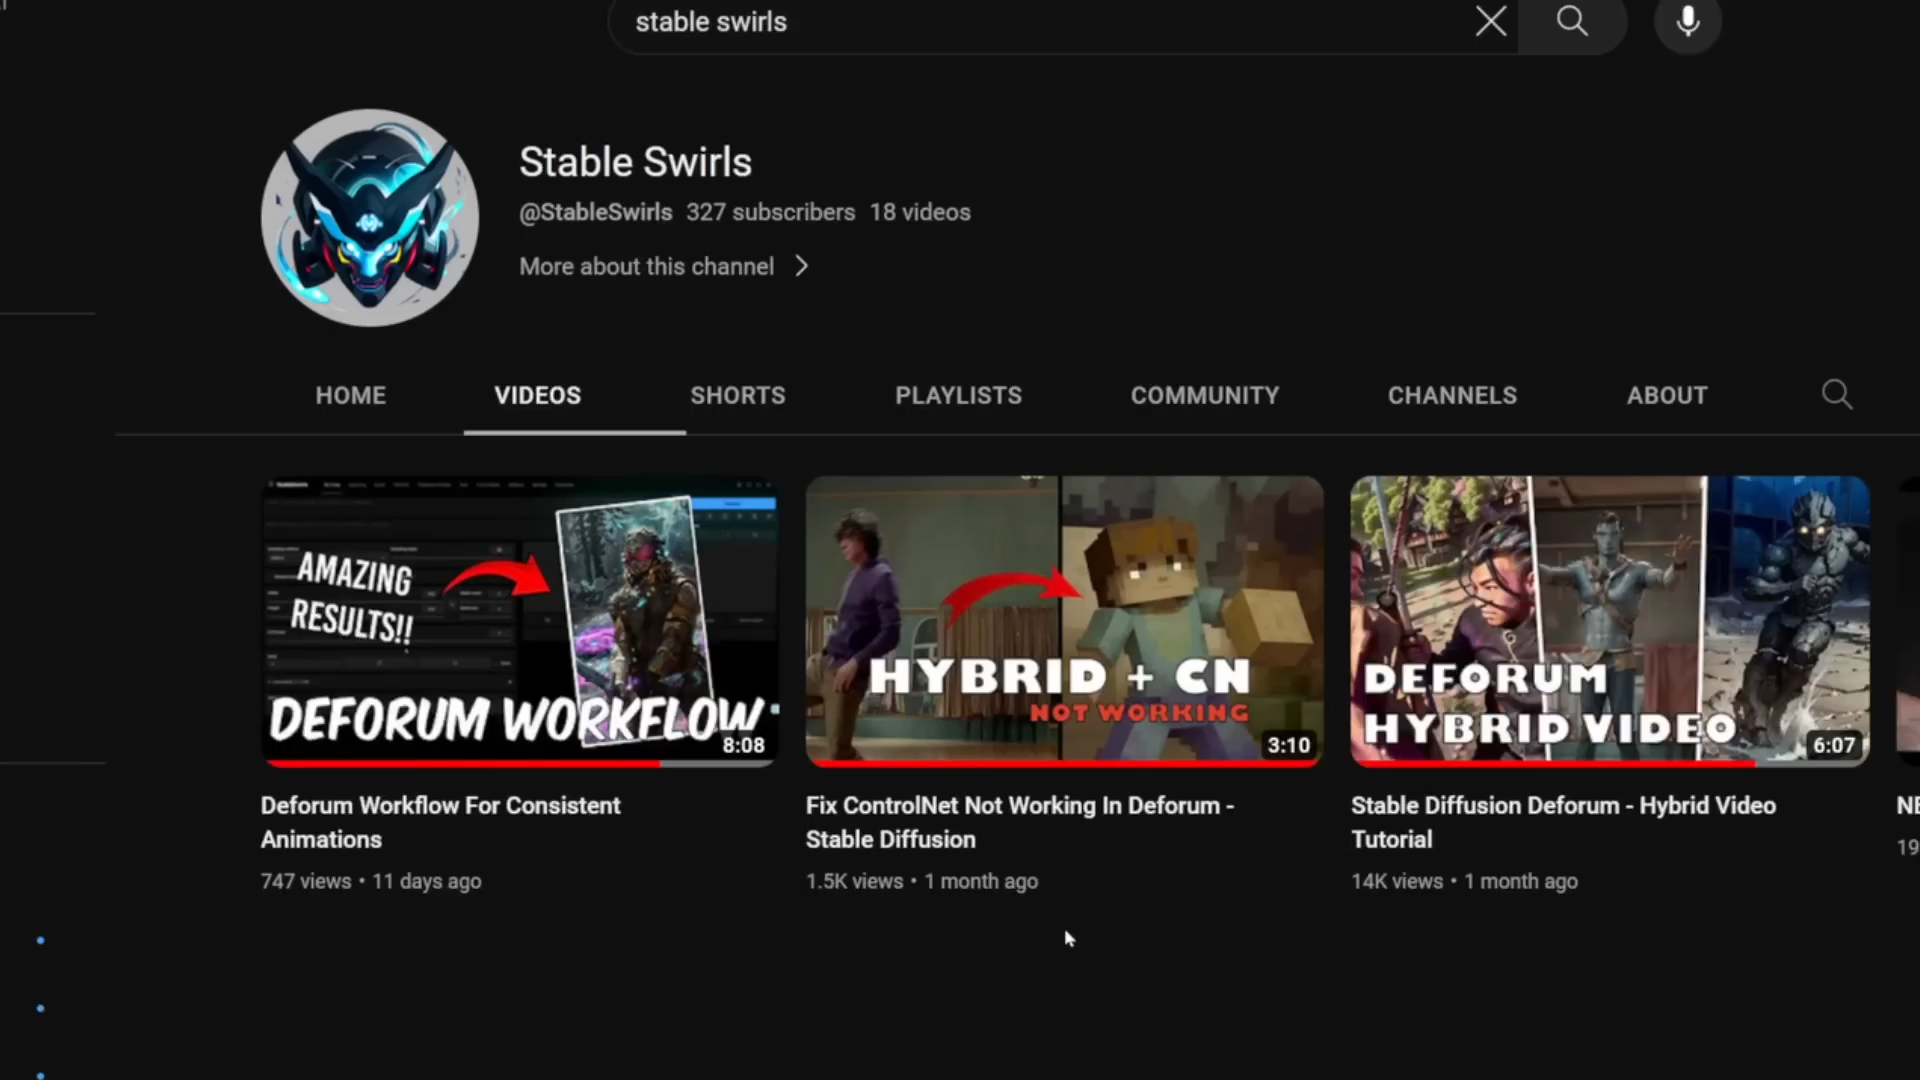 stable swirls
Stable Swirls
@StableSwirls 327 subscribers 18 videos
More about this channel
HOME VIDEOS SHORTS PLAYLISTS COMMUNITY CHANNELS ABOUT
AMAZING
RESULTS!!
DEFORUM WORKFLOW
8:08
HYBRID + CN
NOT WORKING
3:10
DEFORUM
HYBRID VIDEO
6:07
Deforum Workflow For Consistent
Animations
747 views • 11 days ago
Fix ControlNet Not Working In Deforum -
Stable Diffusion
1.5K views • 1 month ago
Stable Diffusion Deforum - Hybrid Video
Tutorial
14K views • 1 month ago
NE
19